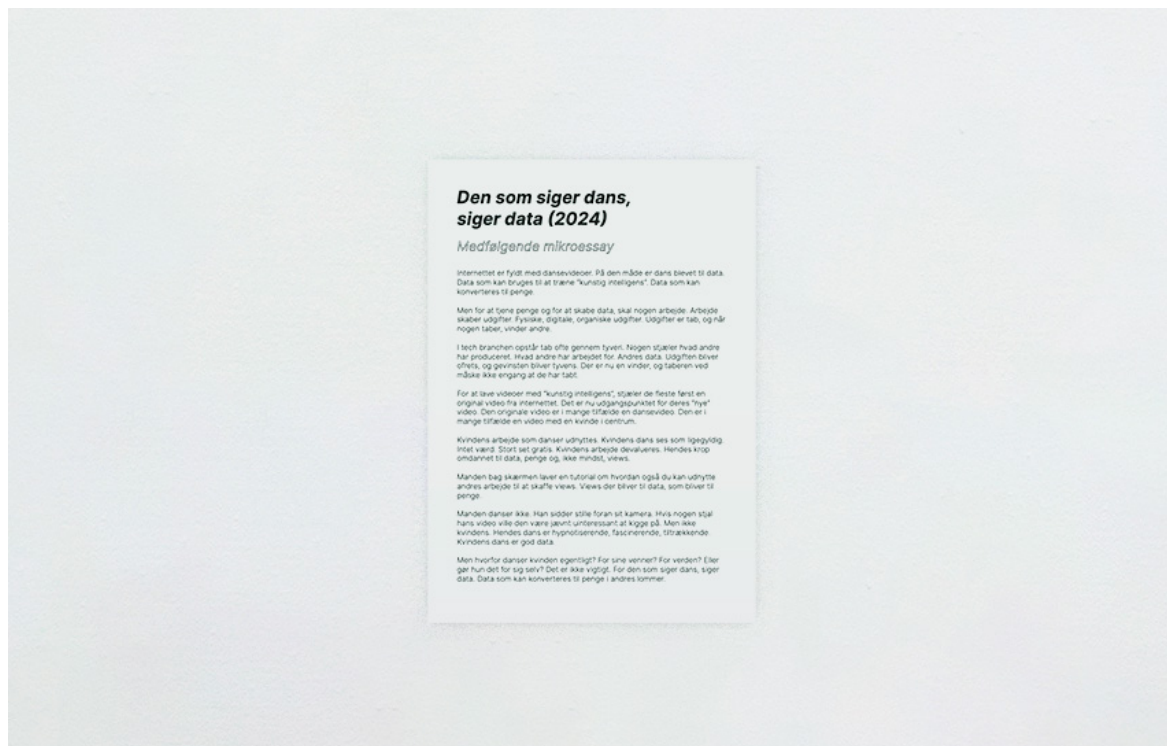 Den som siger dans,
siger data (2024)
Medfølgende mikroessay
Internettet er fyldt med dansevideoer. På den måde er dans blevet til data.
Data som kan bruges til at træne "kunstig intelligens". Data som kan
konverteres til penge.
Men for at tjene penge og for at skabe data, skal nogen arbejde. Arbejde
skaber udgifter. Fysiske, digitale, organiske udgifter. Udgifter er tab, og når
nogen taber, vinder andre.
I tech branchen opstår tab ofte gennem tyveri. Nogen stjæler hvad andre
har produceret. Hvad andre har arbejdet for. Andres data. Udgiften bliver
ofrets, og gevinsten bliver tyvens. Der er nu en vinder, og taberen ved
måske ikke engang at de har tabt.
For at lave videoer med "kunstig intelligens", stjæler de fleste først en
original video fra internettet. Det er nu udgangspunktet for deres "nye"
video. Den originale video er i mange tilfælde en dansevideo. Den er i
mange tilfælde en video med en kvinde i centrum.
Kvindens arbejde som danser udnyttes. Kvindens dans ses som ligegyldig.
Intet værd. Stort set gratis. Kvindens arbejde devalueres. Hendes krop
omdannet til data, penge og, ikke mindst, views.
Manden bag skærmen laver en tutorial om hvordan også du kan udnytte
andres arbejde til at skaffe views. Views der bliver til data, som bliver til
penge.
Manden danser ikke. Han sidder stille foran sit kamera. Hvis nogen stjal
hans video ville den være jævnt uinteressant at kigge på. Men ikke
kvindens. Hendes dans er hypnotiserende, fascinerende, tiltrækkende.
Kvindens dans er god data.
Men hvorfor danser kvinden egentligt? For sine venner? For verden? Eller
gør hun det for sig selv? Det er ikke vigtigt. For den som siger dans, siger
data. Data som kan konverteres til penge i andres lommer.